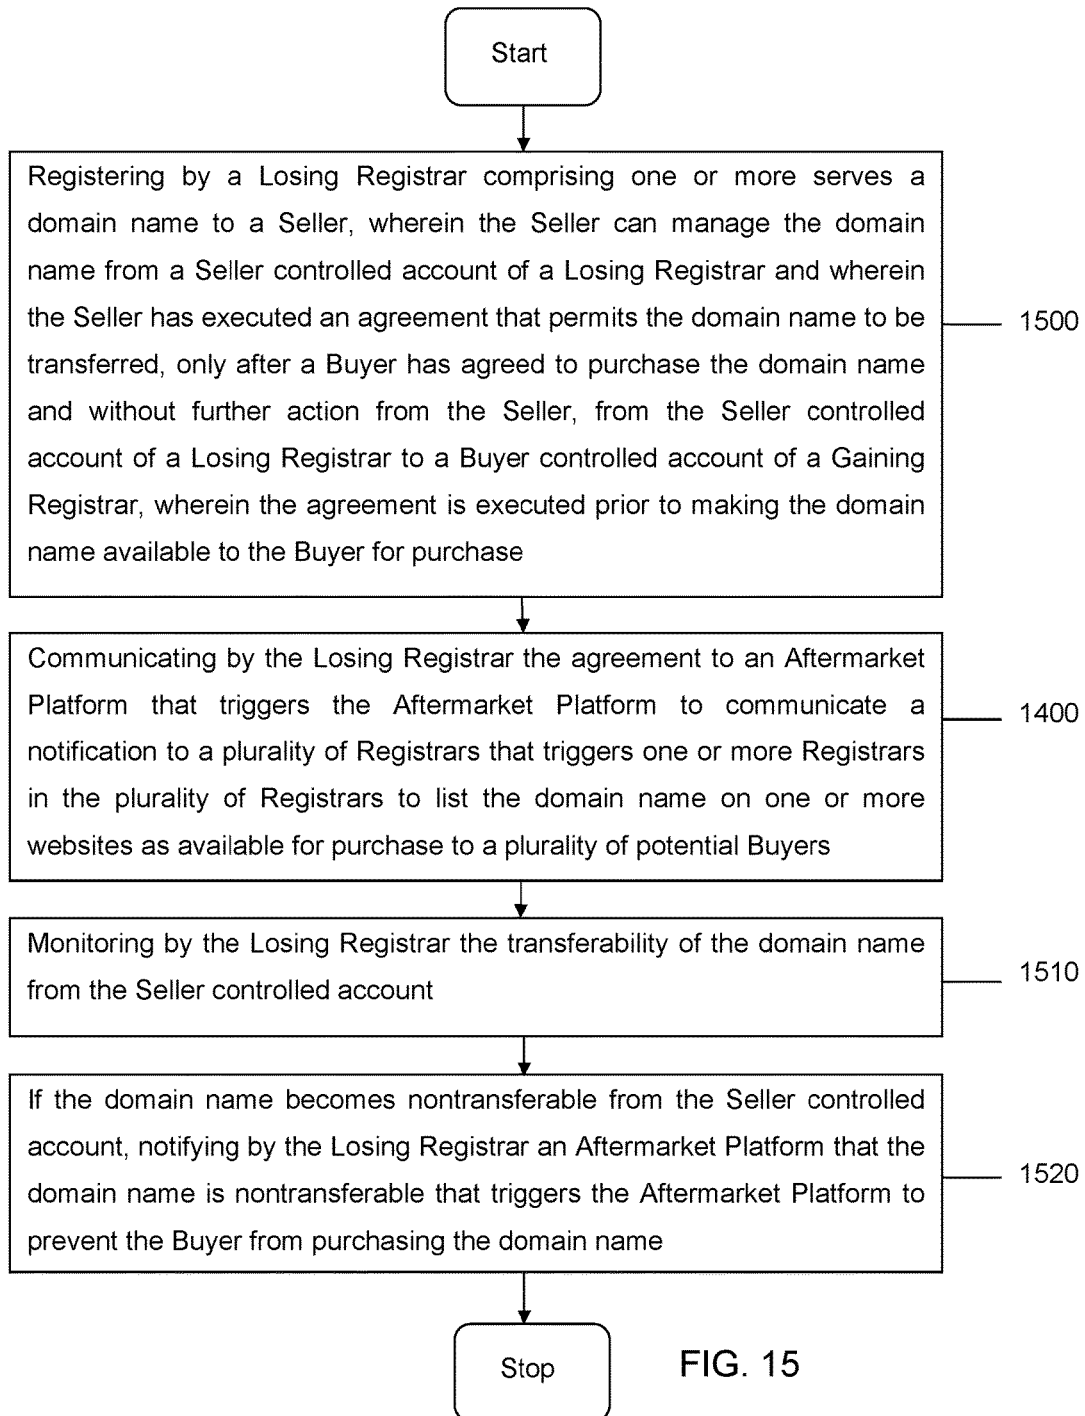 Start
Registering by a Losing Registrar comprising one or more serves a
domain name to a Seller, wherein the Seller can manage the domain
name from a Seller controlled account of a Losing Registrar and wherein
the Seller has executed an agreement that permits the domain name to be
transferred, only after a Buyer has agreed to purchase the domain name
and without further action from the Seller, from the Seller controlled
account of a Losing Registrar to a Buyer controlled account of a Gaining
Registrar, wherein the agreement is executed prior to making the domain
name available to the Buyer for purchase
1500
Communicating by the Losing Registrar the agreement to an Aftermarket
Platform that triggers the Aftermarket Platform to communicate a
notification to a plurality of Registrars that triggers one or more Registrars
in the plurality of Registrars to list the domain name on one or more
websites as available for purchase to a plurality of potential Buyers
1400
Monitoring by the Losing Registrar the transferability of the domain name
from the Seller controlled account
1510
If the domain name becomes nontransferable from the Seller controlled
account, notifying by the Losing Registrar an Aftermarket Platform that the
domain name is nontransferable that triggers the Aftermarket Platform to
prevent the Buyer from purchasing the domain name
1520
Stop
FIG. 15